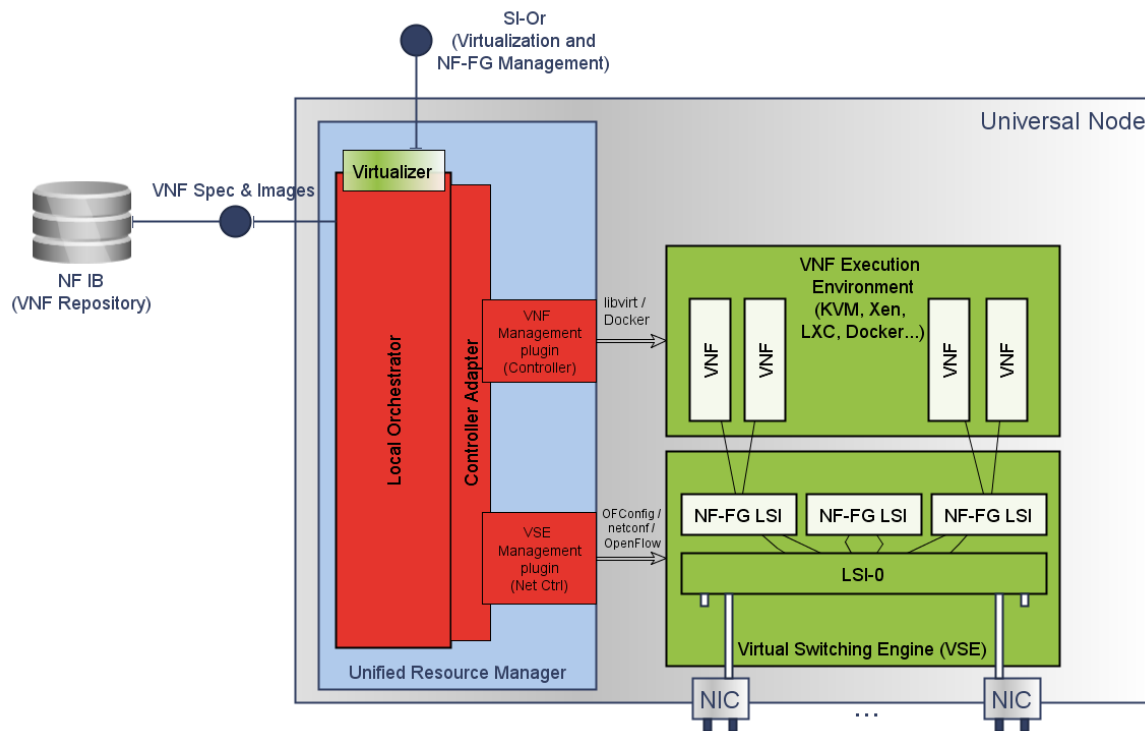 SI-Or
(Virtualization and
NF-FG Management)
Universal Node
Virtualizer
VNF Spec & Images
NF IB
(VNF Repository)
Local Orchestrator
Controller Adapter
VNF
Management
plugin
(Controller)
libvirt /
Docker
VNF Execution
Environment
(KVM, Xen,
LXC, Docker...)
VNF
VNF
VNF
VNF
VSE
Management
plugin
(Net Ctrl)
OFConfig /
netconf /
OpenFlow
NF-FG LSI
NF-FG LSI
NF-FG LSI
LSI-0
Virtual Switching Engine (VSE)
Unified Resource Manager
NIC
...
NIC